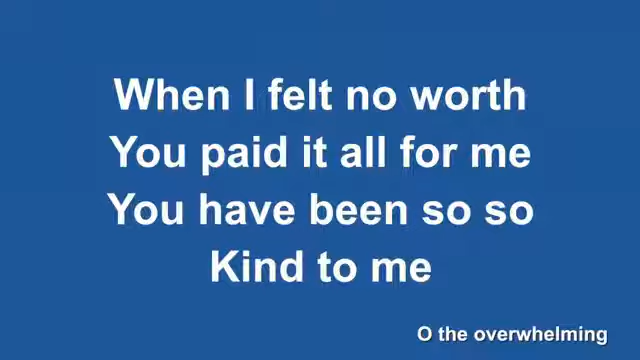 When I felt no worth
You paid it all for me
You have been so so
Kind to me
O the overwhelming